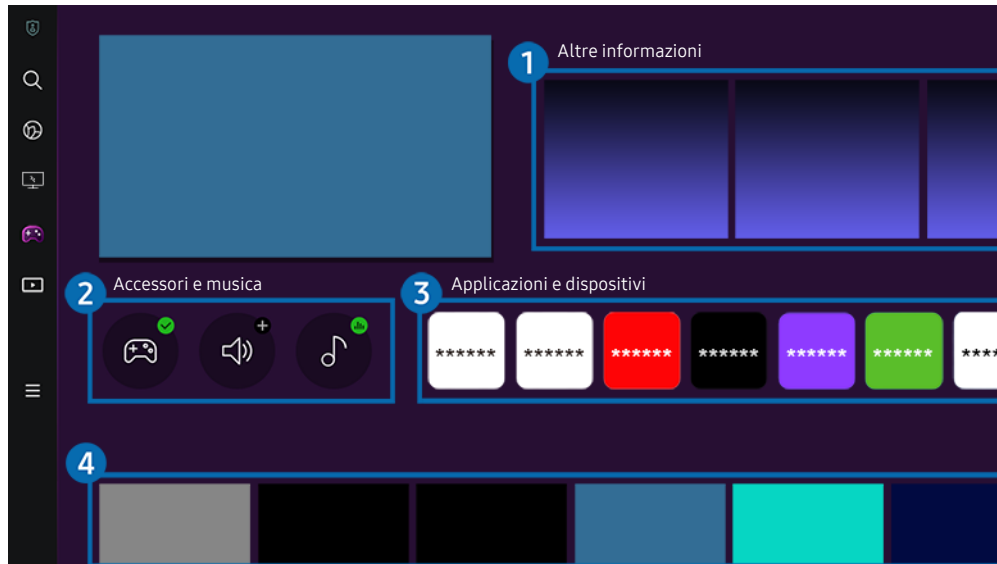 1
Altre informazioni
2
Accessori e musica
3
Applicazioni e dispositivi
****** ****** ****** ****** ****** ****** ****
4